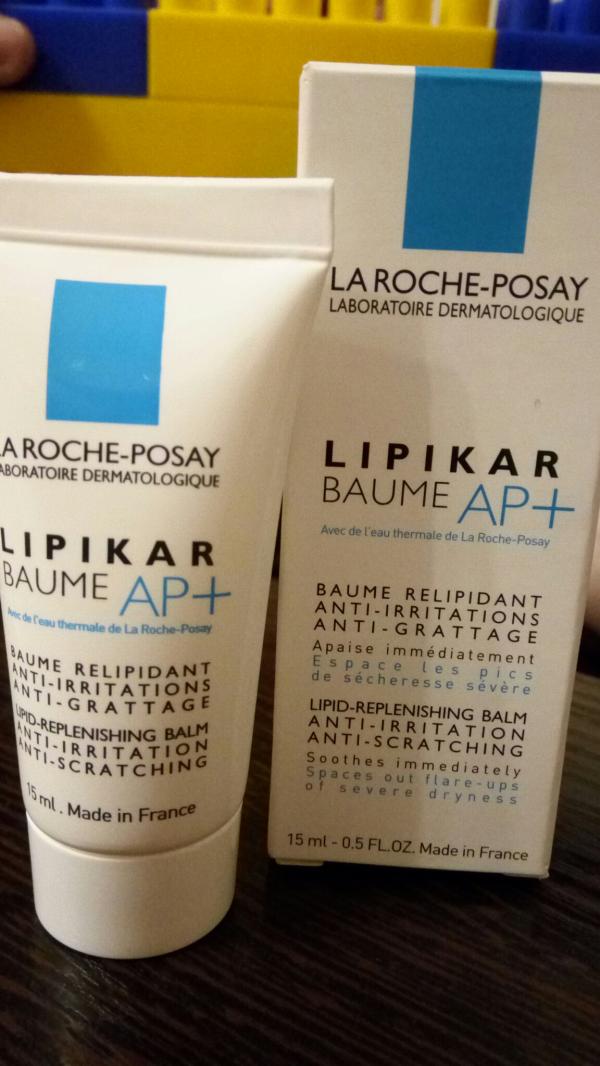 LA ROCHE-POSAY
LABORATOIRE DERMATOLOGIQUE
LIPIKAR
BAUME AP+
Avec de l'eau thermale de La Roche-Posay
BAUME RELIPIDANT
ANTI-IRRITATIONS
ANTI-GRATTAGE
Apaise immédiatement
Espace les pics
de sécheresse sévère
LIPID-REPLENISHING BALM
ANTI-IRRITATION
ANTI-SCRATCHING
Soothes immediately
Spaces out flare-ups
of severe dryness
15 ml - 0.5 FL.OZ. Made in France
A ROCHE-POSAY
ABORATOIRE DERMATOLOGIQUE
LIPIKAR
BAUME AP+
Avec de l'eau thermale de La Roche-Posay
BAUME RELIPIDANT
ANTI-IRRITATIONS
ANTI-GRATTAGE
LIPID-REPLENISHING BALM
ANTI-IRRITATION
ANTI-SCRATCHING
15 ml. Made in France